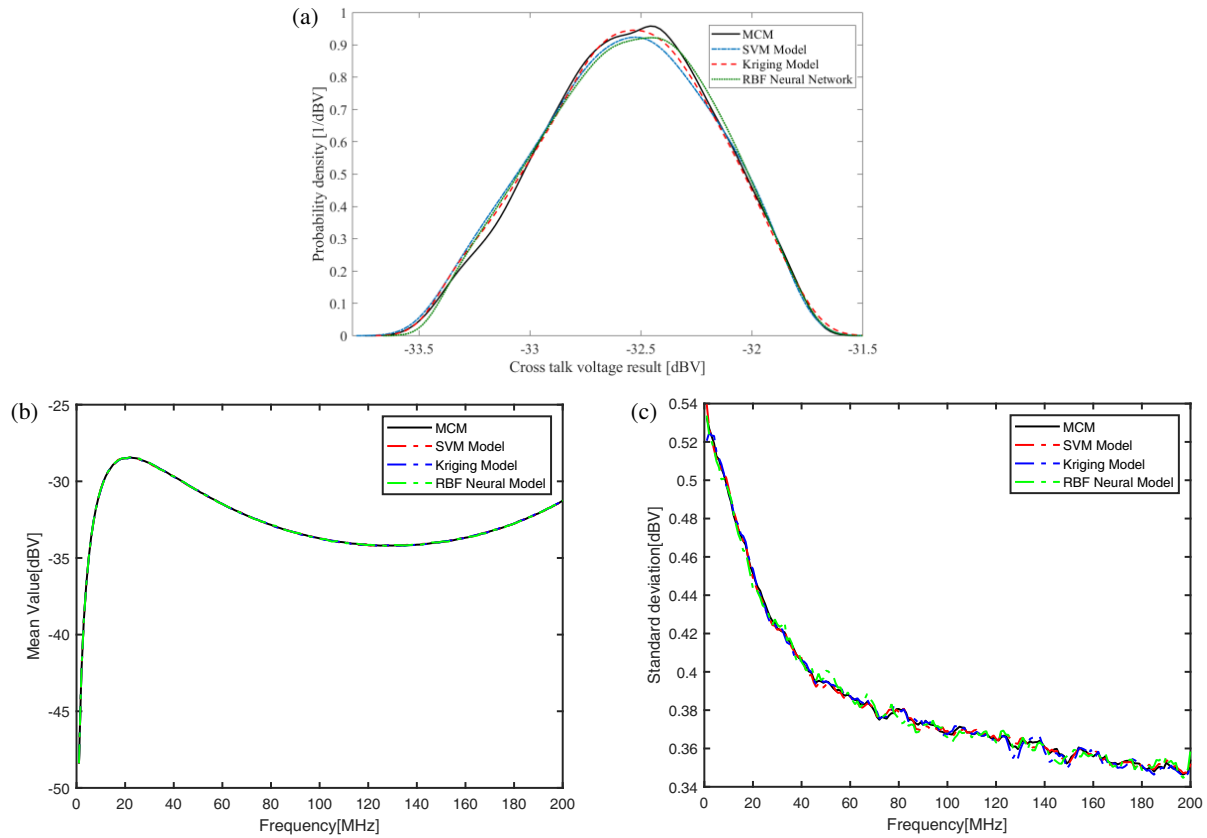 (a)
Probability density [1/dBV]
1
0.9
0.8
0.7
0.6
0.5
0.4
0.3
0.2
0.1
0
-33.5 -33 -32.5 -32 -31.5
Cross talk voltage result [dBV]
MCM
SVM Model
Kriging Model
RBF Neural Network
(b)
Mean Value[dBV]
-25
-30
-35
-40
-45
-50
0 20 40 60 80 100 120 140 160 180 200
Frequency[MHz]
MCM
SVM Model
Kriging Model
RBF Neural Model
(c)
Standard deviation[dBV]
0.54
0.52
0.5
0.48
0.46
0.44
0.42
0.4
0.38
0.36
0.34
0 20 40 60 80 100 120 140 160 180 200
Frequency[MHz]
MCM
SVM Model
Kriging Model
RBF Neural Model